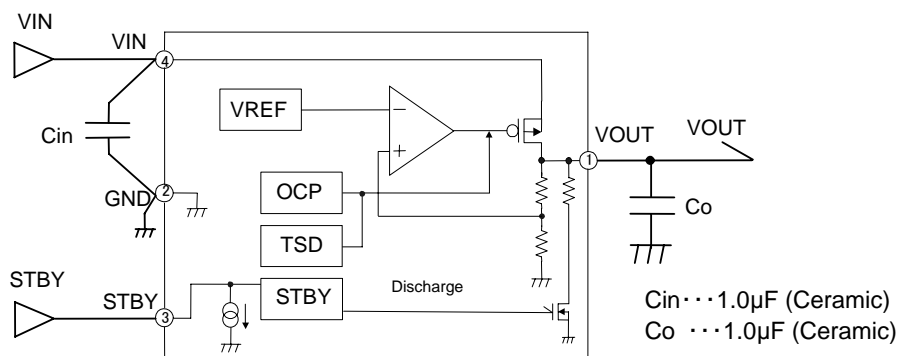 VIN
VIN
4
VREF
−
+
VOUT
VOUT
1
Cin
2
GND
OCP
TSD
Co
STBY
STBY
3
STBY
Discharge
Cin･･･1.0µF (Ceramic)
Co ･･･1.0µF (Ceramic)